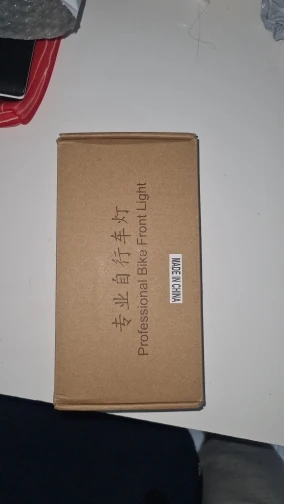 专业自行车灯
Professional Bike Front Light
MADE IN CHINA